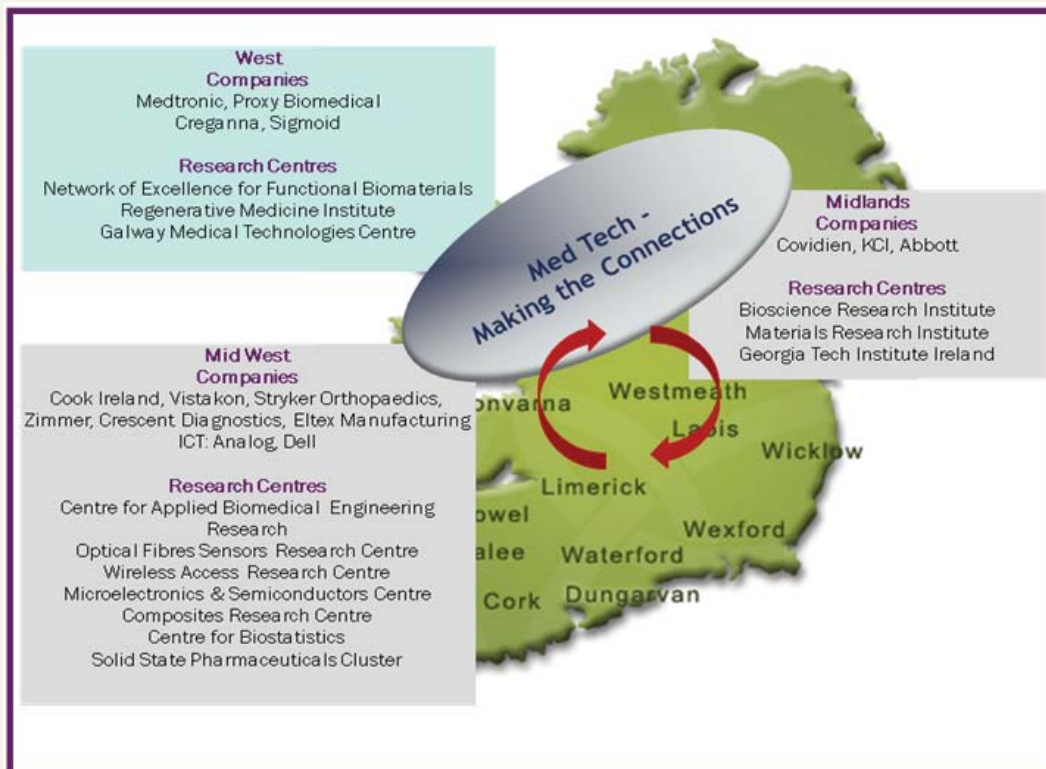 West
Companies
Medtronic, Proxy Biomedical
Creganna, Sigmoid
Research Centres
Network of Excellence for Functional Biomaterials
Regenerative Medicine Institute
Galway Medical Technologies Centre
Med Tech -
Making the Connections
Midlands
Companies
Covidien, KCI, Abbott
Research Centres
Bioscience Research Institute
Materials Research Institute
Georgia Tech Institute Ireland
Mid West
Companies
Cook Ireland, Vistakon, Stryker Orthopaedics,
Zimmer, Crescent Diagnostics, Eltex Manufacturing
ICT: Analog, Dell
Research Centres
Centre for Applied Biomedical Engineering
Research
Optical Fibres Sensors Research Centre
Wireless Access Research Centre
Microelectronics & Semiconductors Centre
Composites Research Centre
Centre for Biostatistics
Solid State Pharmaceuticals Cluster
onvarna
Westmeath
Wicklow
Limerick
owel
Wexford
alee
Waterford
Cork
Dungarvan